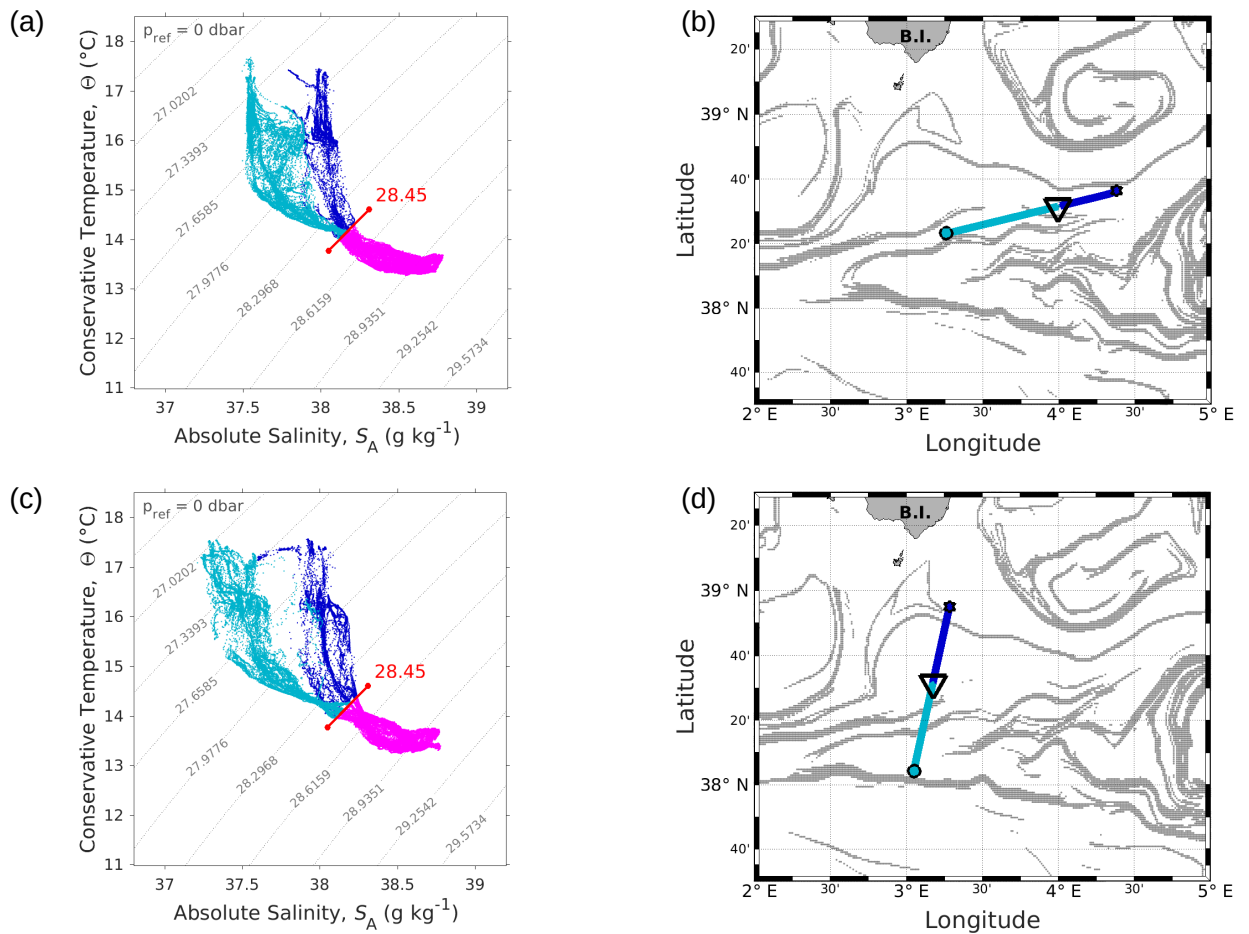 (a)
p_ref = 0 dbar
18
17
16
15
14
13
12
11
Conservative Temperature, Θ (°C)
27.0202
27.3393
27.6585
27.9776
28.2968
28.6159
28.9351
29.2542
29.5734
28.45
37
37.5
38
38.5
39
Absolute Salinity, S_A (g kg⁻¹)
(b)
B.I.
20'
39° N
40'
20'
38° N
40'
Latitude
2° E
30'
3° E
30'
4° E
30'
5° E
Longitude
(c)
p_ref = 0 dbar
18
17
16
15
14
13
12
11
Conservative Temperature, Θ (°C)
27.0202
27.3393
27.6585
27.9776
28.2968
28.6159
28.9351
29.2542
29.5734
28.45
37
37.5
38
38.5
39
Absolute Salinity, S_A (g kg⁻¹)
(d)
B.I.
20'
39° N
40'
20'
38° N
40'
Latitude
2° E
30'
3° E
30'
4° E
30'
5° E
Longitude